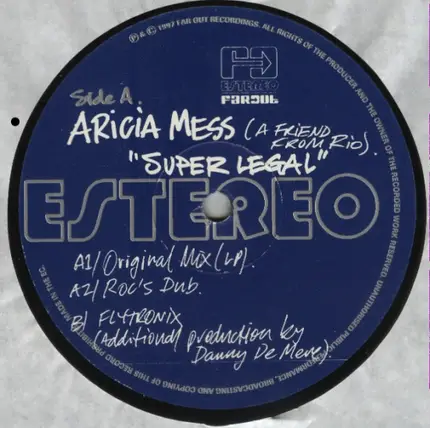 ℗ & © 1997 FAR OUT RECORDINGS. ALL RIGHTS OF THE PRODUCER AND THE OWNER OF THE RECORDED WORK RESERVED. UNAUTHORISED PUBLIC PERFORMANCE, BROADCASTING AND COPYING OF THIS RECORD PROHIBITED. MADE IN THE EC.
ESTEREO
FARDUB
Side A.
ARICIA MESS (A FRIEND
FROM RIO).
"SUPER LEGAL"
ESTEREO
A1/ Original Mix (LP).
A2/ Roc's Dub.
B/ FLYTRONIX
(Additional production by
Danny De Mere).